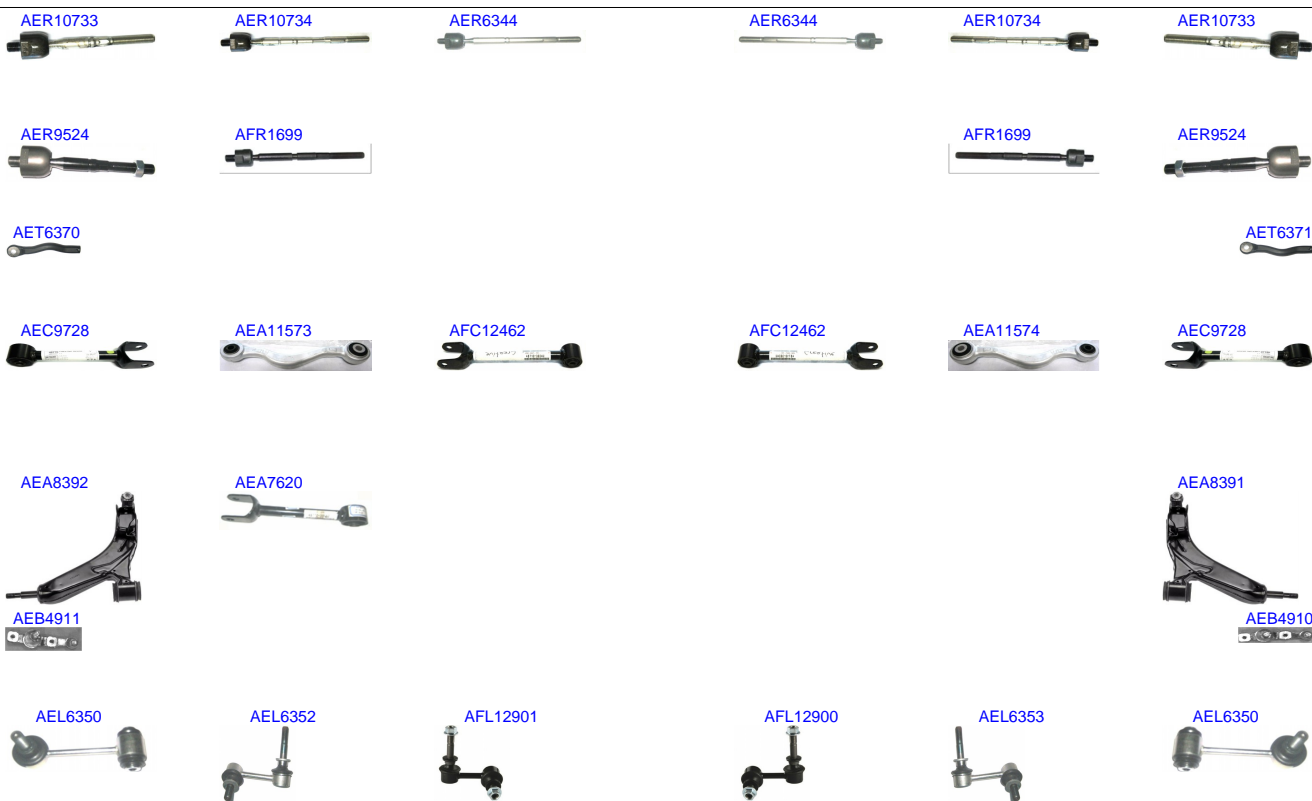 AER10733 AER10734 AER6344 AER6344 AER10734 AER10733
AER9524 AFR1699 AFR1699 AER9524
AET6370 AET6371
AEC9728 AEA11573 AFC12462 AFC12462 AEA11574 AEC9728
AEA8392 AEA7620 AEA8391
AEB4911 AEB4910
AEL6350 AEL6352 AFL12901 AFL12900 AEL6353 AEL6350